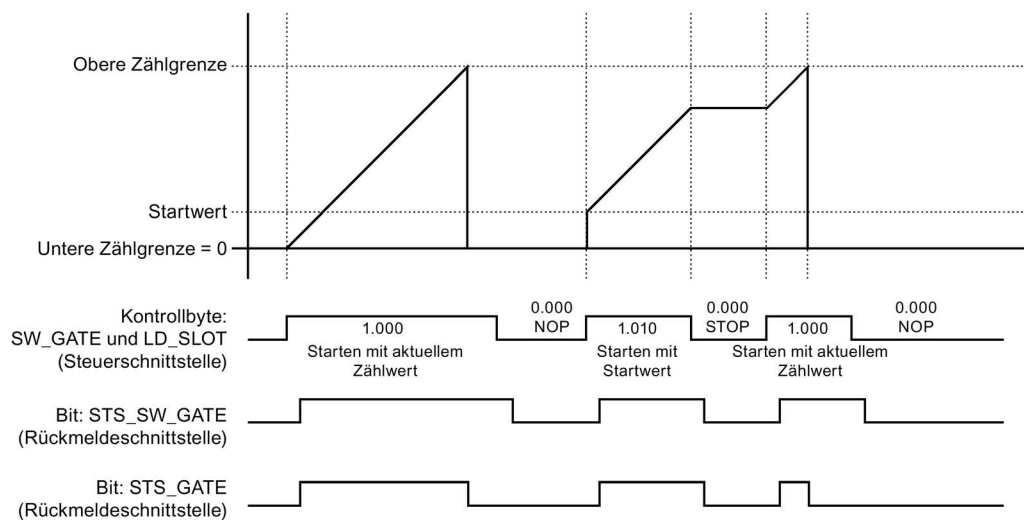 Obere Zählgrenze
Startwert
Untere Zählgrenze = 0
Kontrollbyte:
SW_GATE und LD_SLOT
(Steuerschnittstelle)
1.000
Starten mit aktuellem
Zählwert
0.000
NOP
1.010
Starten mit
Startwert
0.000
STOP
1.000
Starten mit aktuellem
Zählwert
0.000
NOP
Bit: STS_SW_GATE
(Rückmeldeschnittstelle)
Bit: STS_GATE
(Rückmeldeschnittstelle)